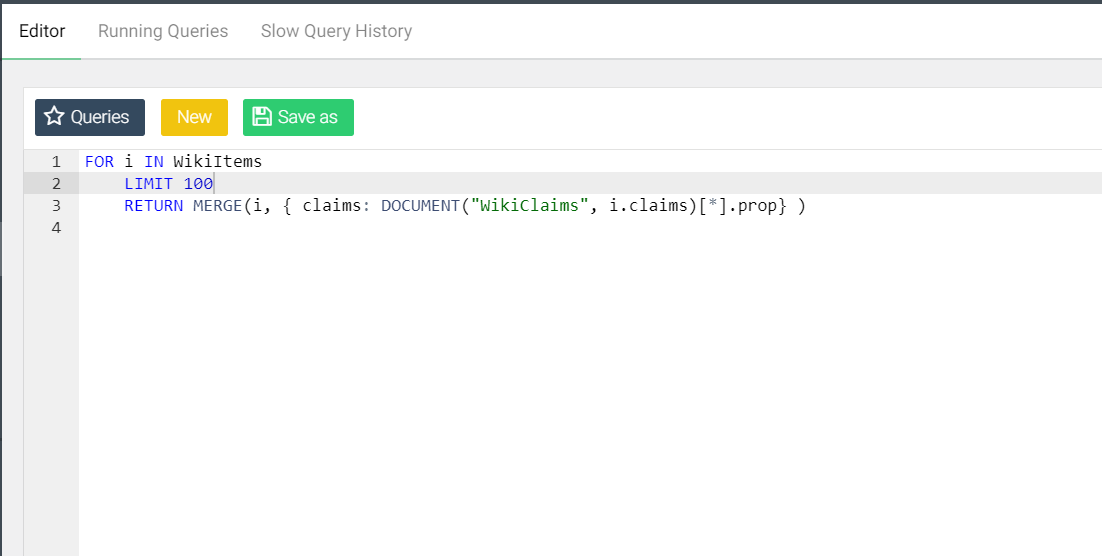 Editor Running Queries Slow Query History
Queries New Save as
1 FOR i IN WikiItems
2 LIMIT 100
3 RETURN MERGE(i, { claims: DOCUMENT("WikiClaims", i.claims)[*].prop} )
4